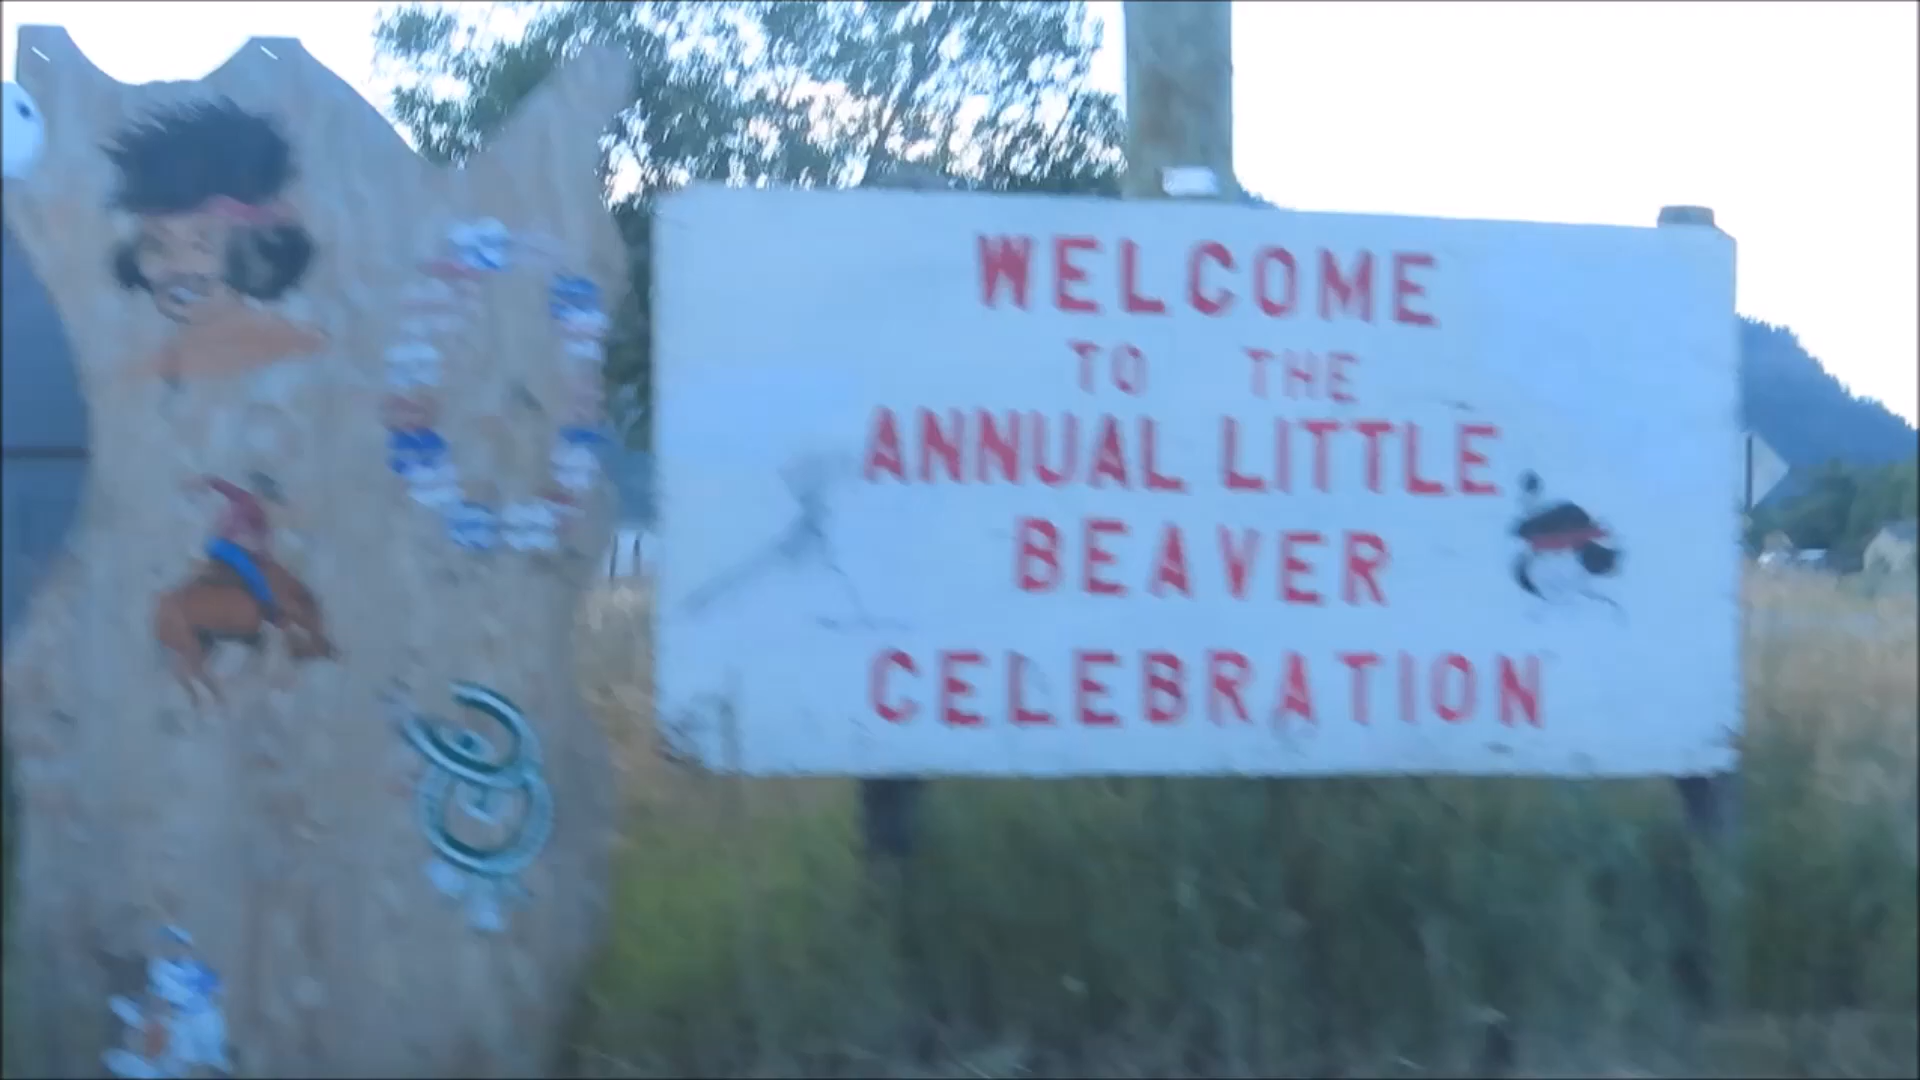 WELCOME
TO THE
ANNUAL LITTLE
BEAVER
CELEBRATION